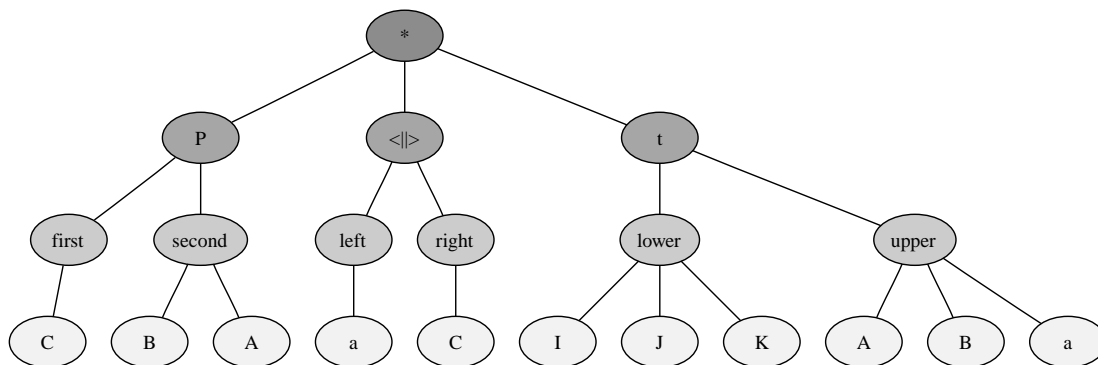 *
P <||> t
first second left right lower upper
C B A a C I J K A B a